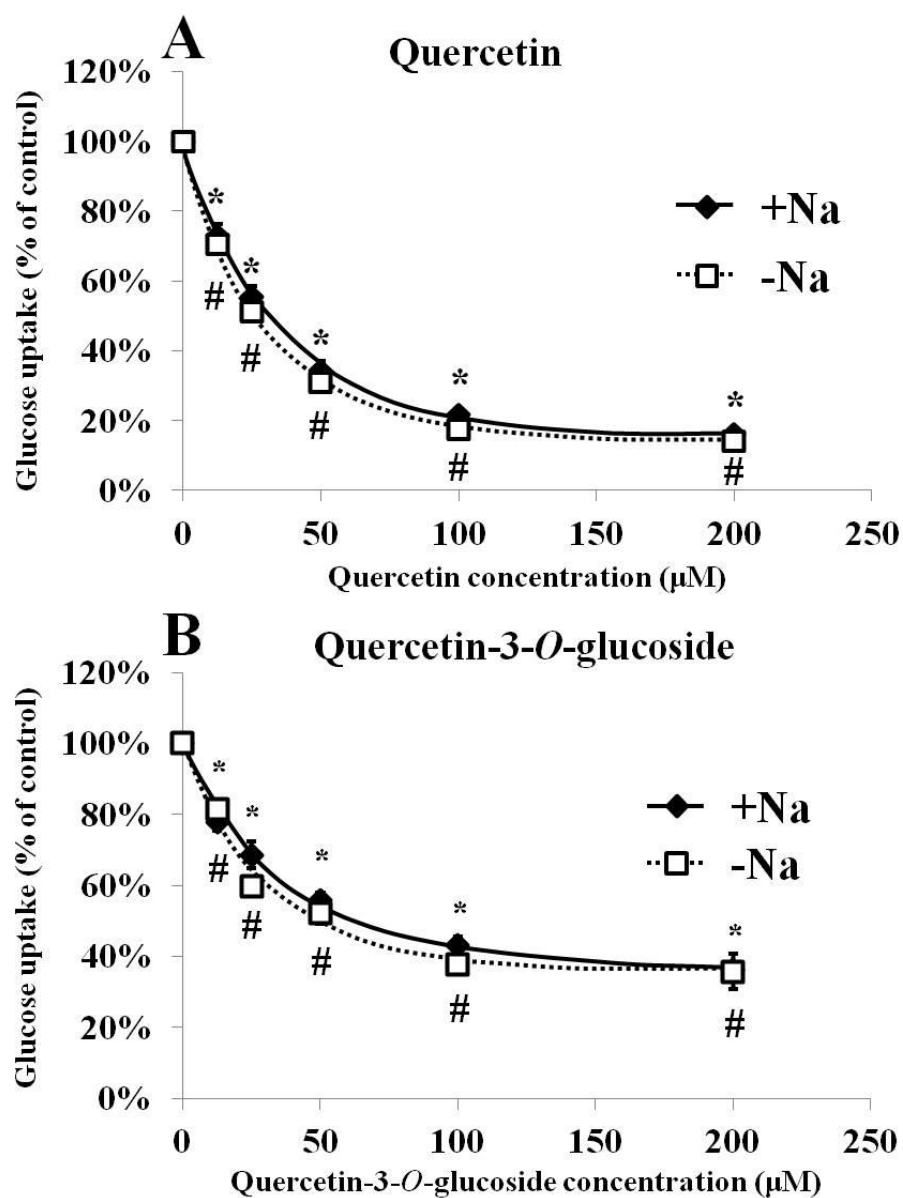 A
Quercetin
120%
100%
80%
60%
40%
20%
0%
Glucose uptake (% of control)
* * * * *
# # # # #
+Na
-Na
0 50 100 150 200 250
Quercetin concentration (µM)
B
Quercetin-3-O-glucoside
120%
100%
80%
60%
40%
20%
0%
Glucose uptake (% of control)
* * * * *
# # # # #
+Na
-Na
0 50 100 150 200 250
Quercetin-3-O-glucoside concentration (µM)